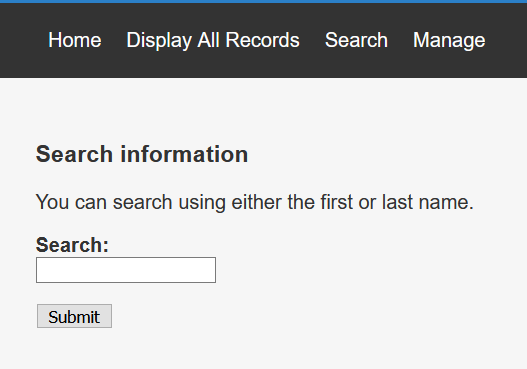 Home Display All Records Search Manage
Search information
You can search using either the first or last name.
Search:
Submit